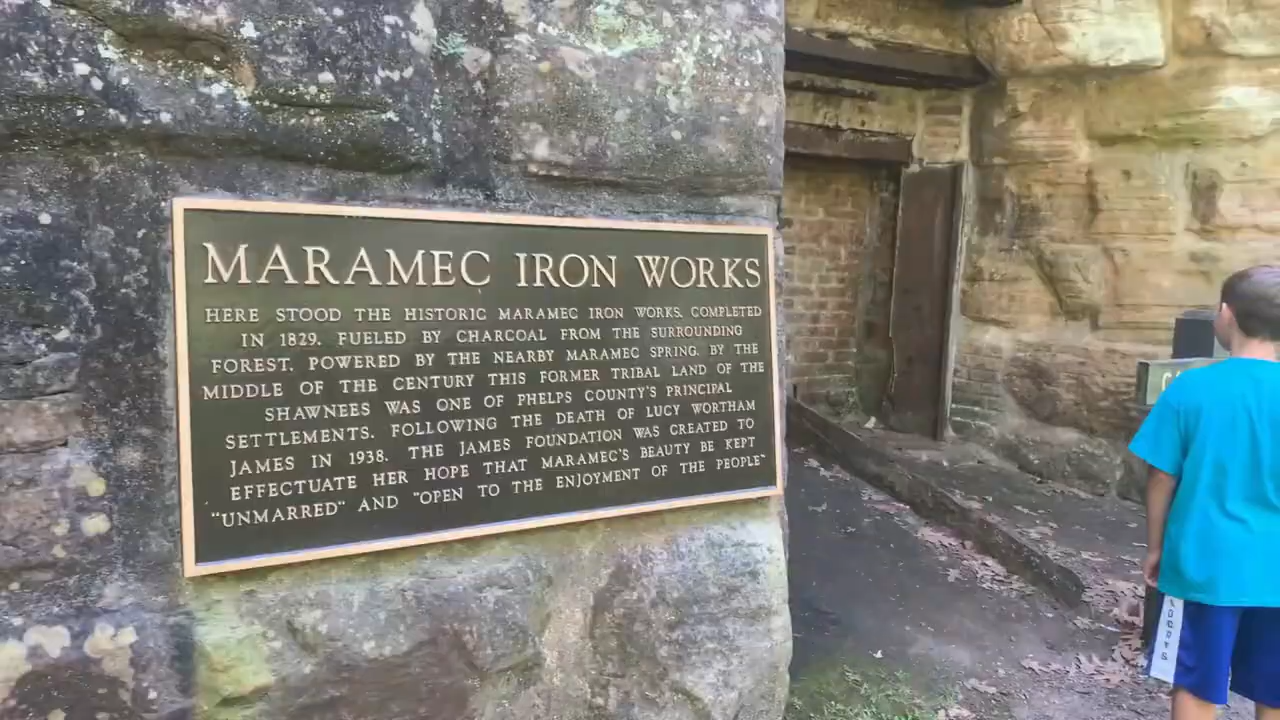 MARAMEC IRON WORKS
HERE STOOD THE HISTORIC MARAMEC IRON WORKS, COMPLETED
IN 1829. FUELED BY CHARCOAL FROM THE SURROUNDING
FOREST, POWERED BY THE NEARBY MARAMEC SPRING. BY THE
MIDDLE OF THE CENTURY THIS FORMER TRIBAL LAND OF THE
SHAWNEES WAS ONE OF PHELPS COUNTY'S PRINCIPAL
SETTLEMENTS. FOLLOWING THE DEATH OF LUCY WORTHAM
JAMES IN 1938. THE JAMES FOUNDATION WAS CREATED TO
EFFECTUATE HER HOPE THAT MARAMEC'S BEAUTY BE KEPT
"UNMARRED" AND "OPEN TO THE ENJOYMENT OF THE PEOPLE"